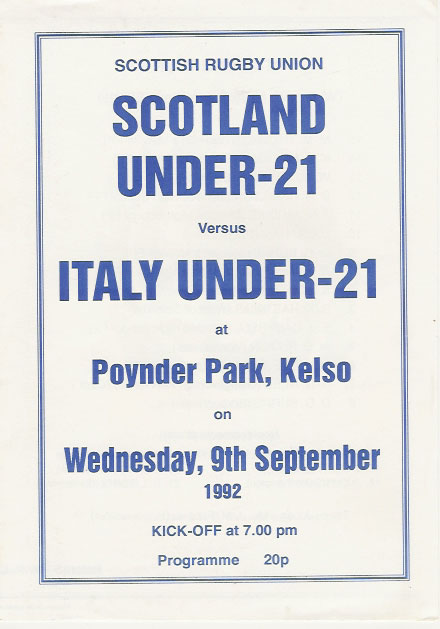 SCOTTISH RUGBY UNION
SCOTLAND
UNDER-21
Versus
ITALY UNDER-21
at
Poynder Park, Kelso
on
Wednesday, 9th September
1992
KICK-OFF at 7.00 pm
Programme 20p